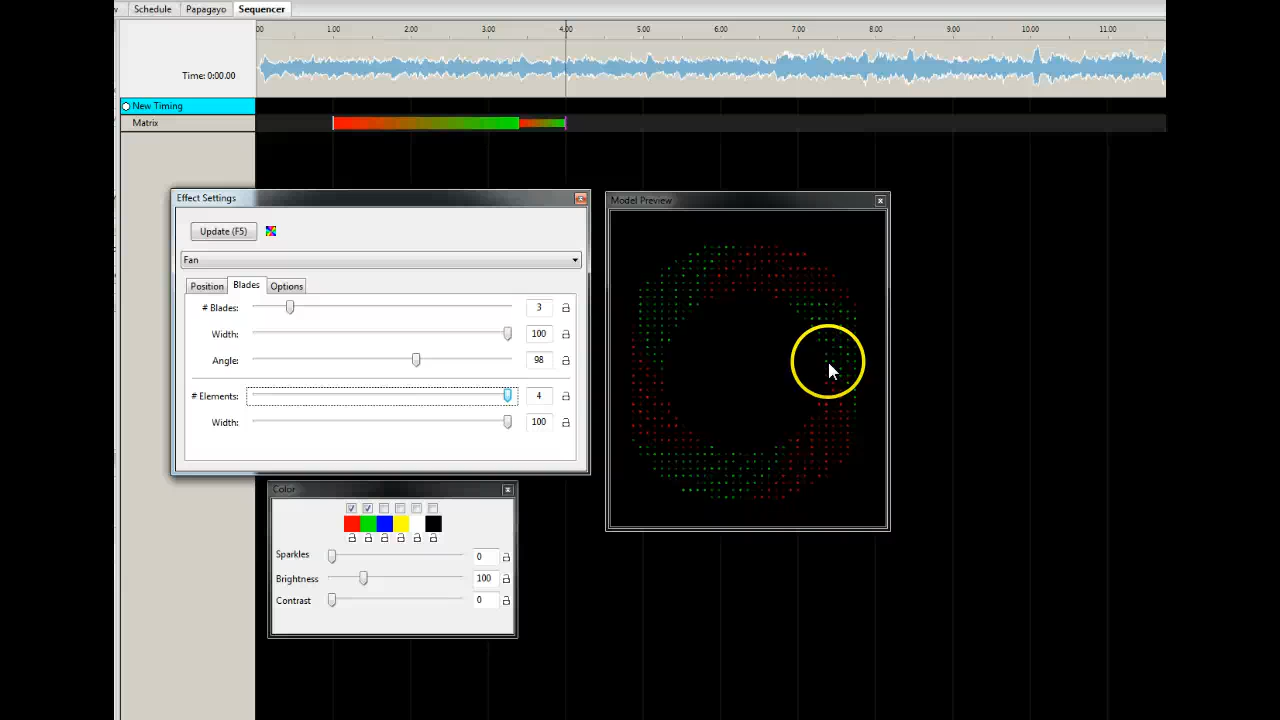 Schedule Papagayo Sequencer
1.00 2.00 3.00 4.00 5.00 6.00 7.00 8.00 9.00 10.00 11.00
Time: 0:00.00
New Timing
Matrix
Effect Settings
Update (F5)
Fan
Position Blades Options
# Blades: 3
Width: 100
Angle: 98
# Elements: 4
Width: 100
Model Preview
Color
Sparkles 0
Brightness 100
Contrast 0